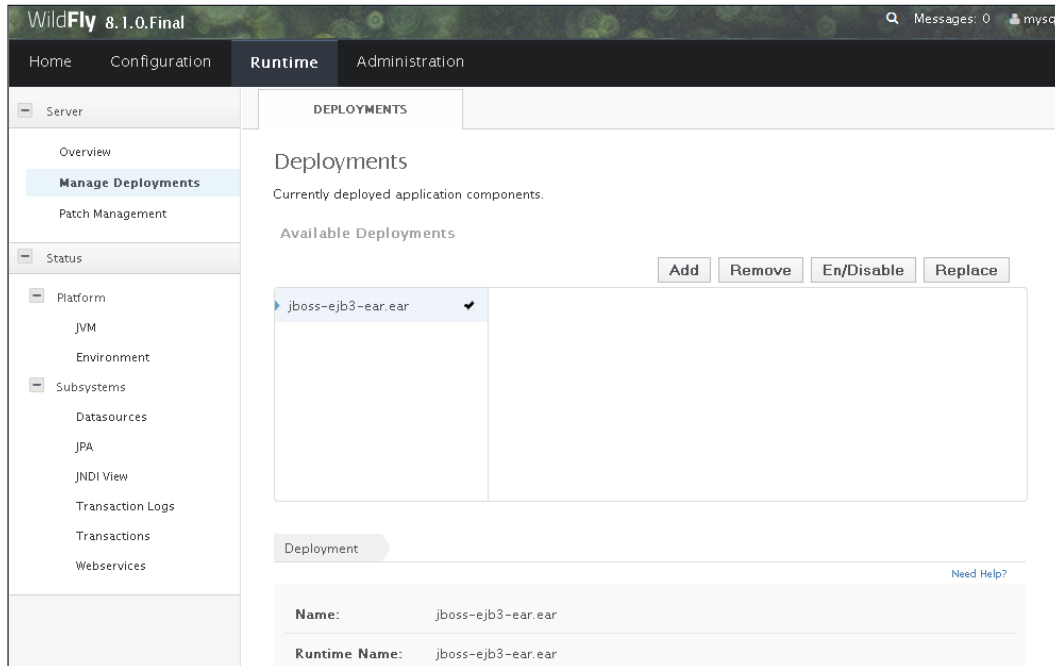 WildFly 8.1.0.Final
Messages: 0 mysq
Home Configuration Runtime Administration
Server
Overview
Manage Deployments
Patch Management
Status
Platform
JVM
Environment
Subsystems
Datasources
JPA
JNDI View
Transaction Logs
Transactions
Webservices
DEPLOYMENTS
Deployments
Currently deployed application components.
Available Deployments
Add Remove En/Disable Replace
jboss-ejb3-ear.ear
Deployment
Need Help?
Name: jboss-ejb3-ear.ear
Runtime Name: jboss-ejb3-ear.ear